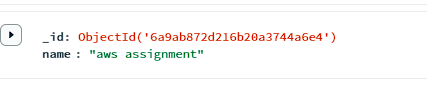 _id: ObjectId('6a9ab872d216b20a3744a6e4')
name : "aws assignment"